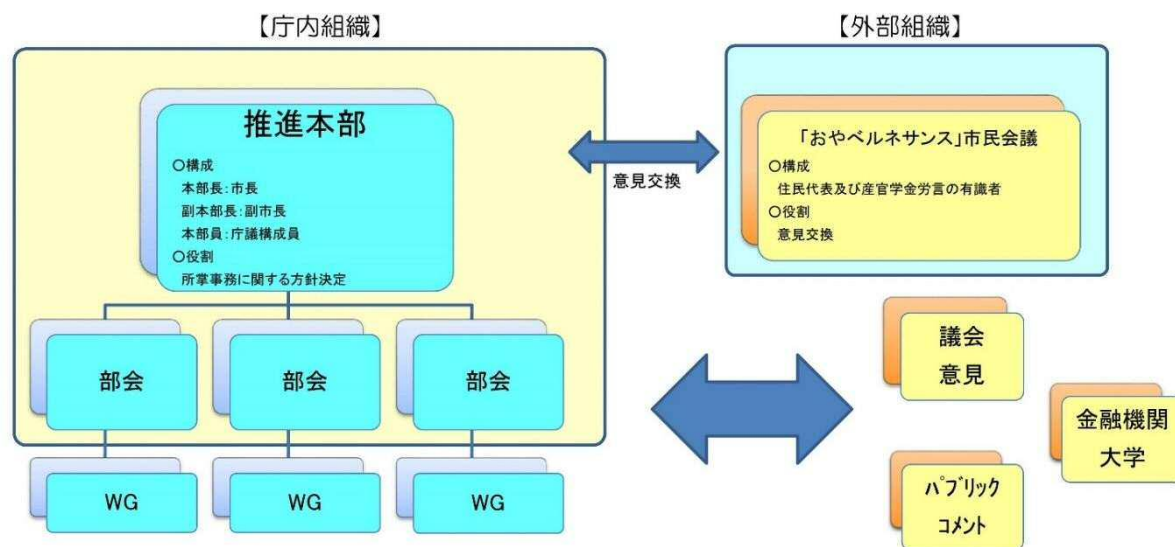 【庁内組織】
推進本部
○構成
本部長:市長
副本部長:副市長
本部員:庁議構成員
○役割
所掌事務に関する方針決定
部会
部会
部会
WG
WG
WG
意見交換
【外部組織】
「おやベルネサンス」市民会議
○構成
住民代表及び産官学金労言の有識者
○役割
意見交換
議会
意見
金融機関
大学
パブリック
コメント